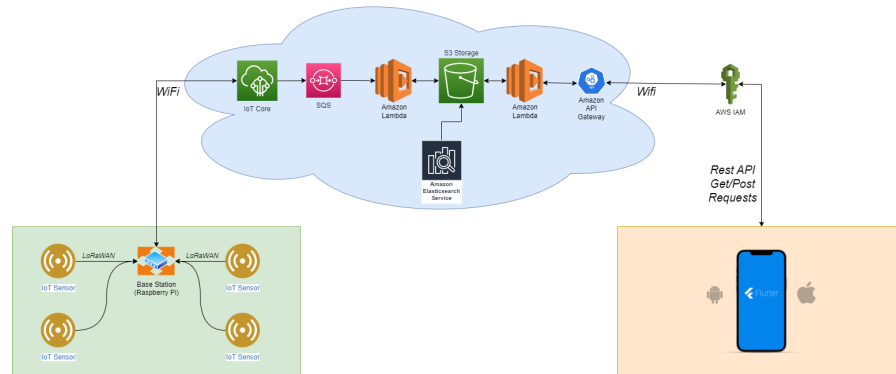 S3 Storage
WiFi
IoT Core
SQS
Amazon
Lambda
Amazon
Lambda
Amazon
API
Gateway
Wifi
AWS IAM
Amazon
Elasticsearch
Service
Rest API
Get/Post
Requests
LoRaWAN
LoRaWAN
IoT Sensor
Base Station
(Raspberry Pi)
IoT Sensor
IoT Sensor
IoT Sensor
Flutter